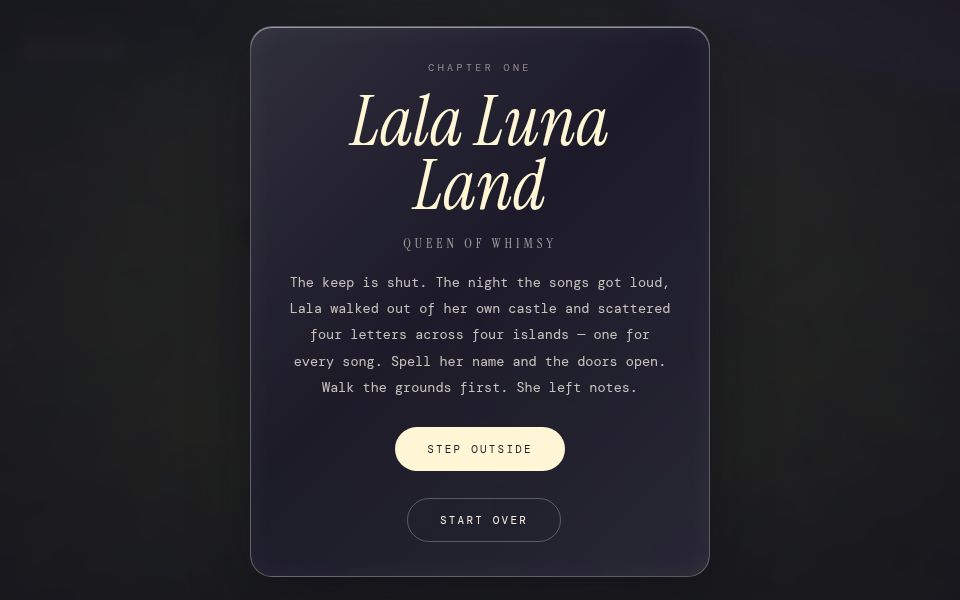 CHAPTER ONE
Lala Luna
Land
QUEEN OF WHIMSY
The keep is shut. The night the songs got loud,
Lala walked out of her own castle and scattered
four letters across four islands — one for
every song. Spell her name and the doors open.
Walk the grounds first. She left notes.
STEP OUTSIDE
START OVER